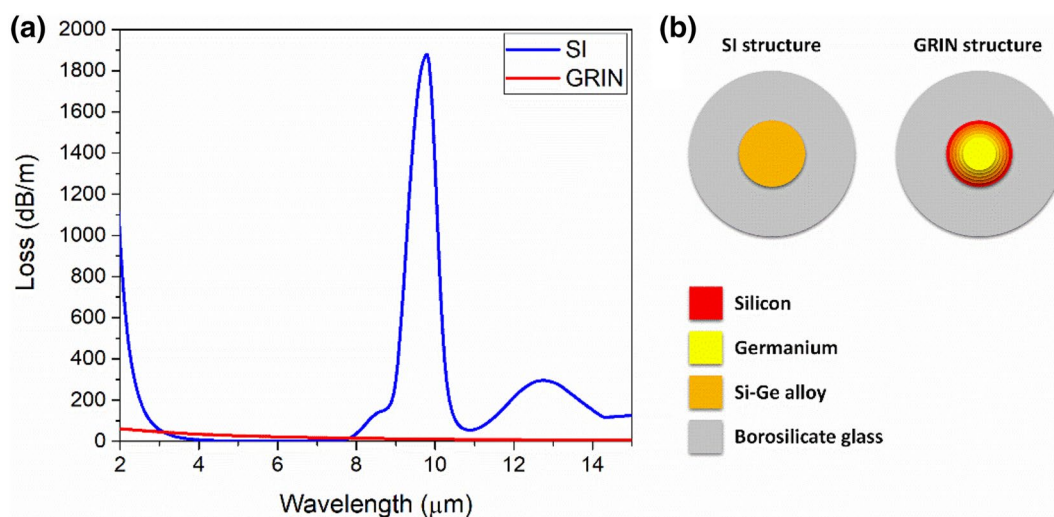 (a)
2000
1800
1600
1400
1200
1000
800
600
400
200
0
Loss (dB/m)
SI
GRIN
2 4 6 8 10 12 14
Wavelength (μm)
(b)
SI structure GRIN structure
Silicon
Germanium
Si-Ge alloy
Borosilicate glass